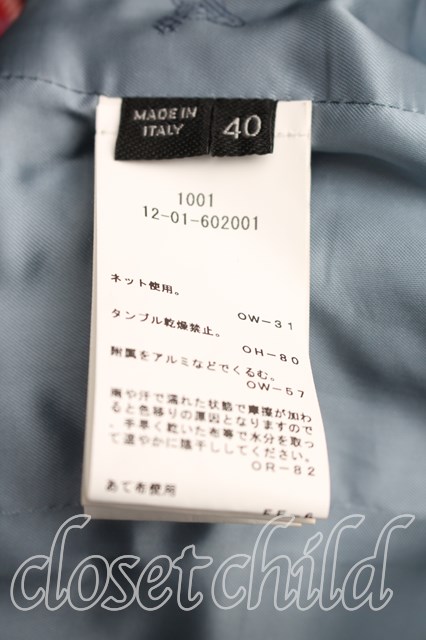 MADE IN
ITALY
40
1001
12-01-602001
ネット使用。
OW-31
タンブル乾燥禁止。
OH-80
附属をアルミなどでくるむ。
OW-57
雨や汗で濡れた状態で摩擦が加わ
ると色移りの原因となりますので
、手早く乾いた布等で水分を取っ
て速やかに陰干ししてください。
OR-82
あて布使用
closet child